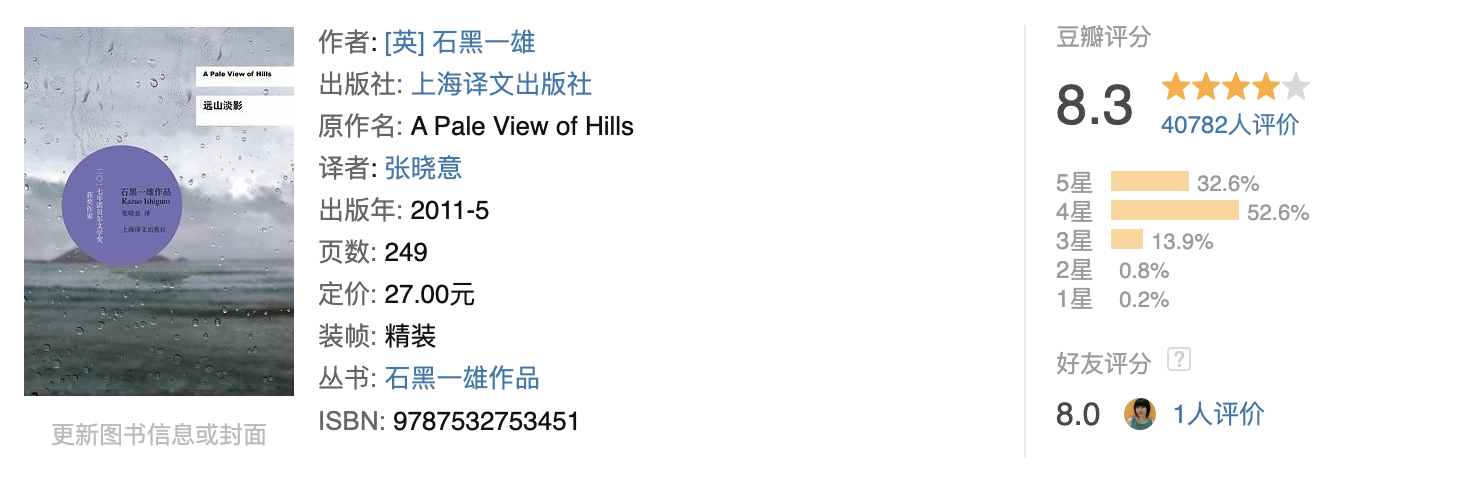 A Pale View of Hills
远山淡影
二〇一七年诺贝尔文学奖
获奖作家
石黑一雄作品
Kazuo Ishiguro
张晓意 译
上海译文出版社
更新图书信息或封面
作者: [英] 石黑一雄
出版社: 上海译文出版社
原作名: A Pale View of Hills
译者: 张晓意
出版年: 2011-5
页数: 249
定价: 27.00元
装帧: 精装
丛书: 石黑一雄作品
ISBN: 9787532753451
豆瓣评分
8.3
40782人评价
5星 32.6%
4星 52.6%
3星 13.9%
2星 0.8%
1星 0.2%
好友评分 ?
8.0 1人评价